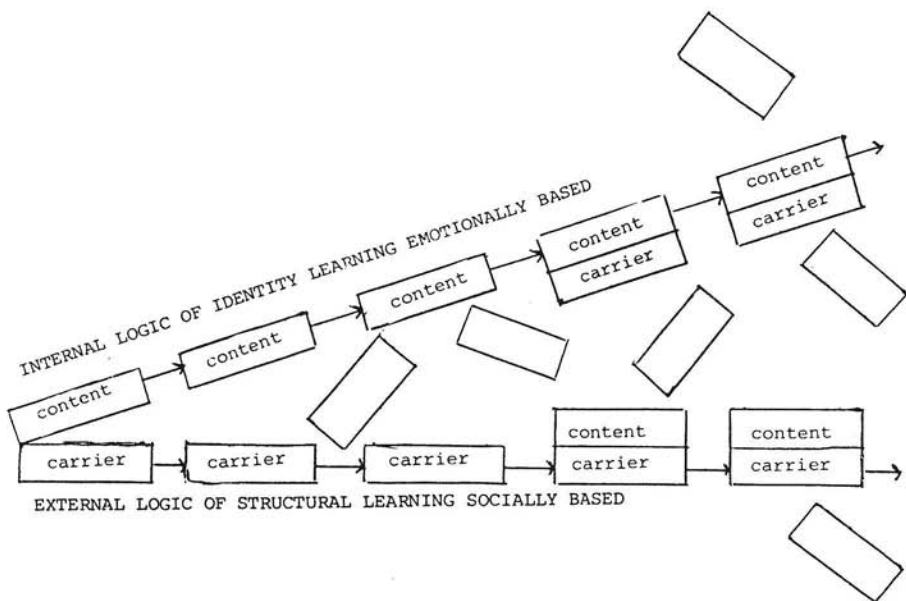 content
carrier
content
carrier
INTERNAL LOGIC OF IDENTITY LEARNING EMOTIONALLY BASED
content
content
content
carrier
carrier
carrier
content
carrier
content
carrier
EXTERNAL LOGIC OF STRUCTURAL LEARNING SOCIALLY BASED